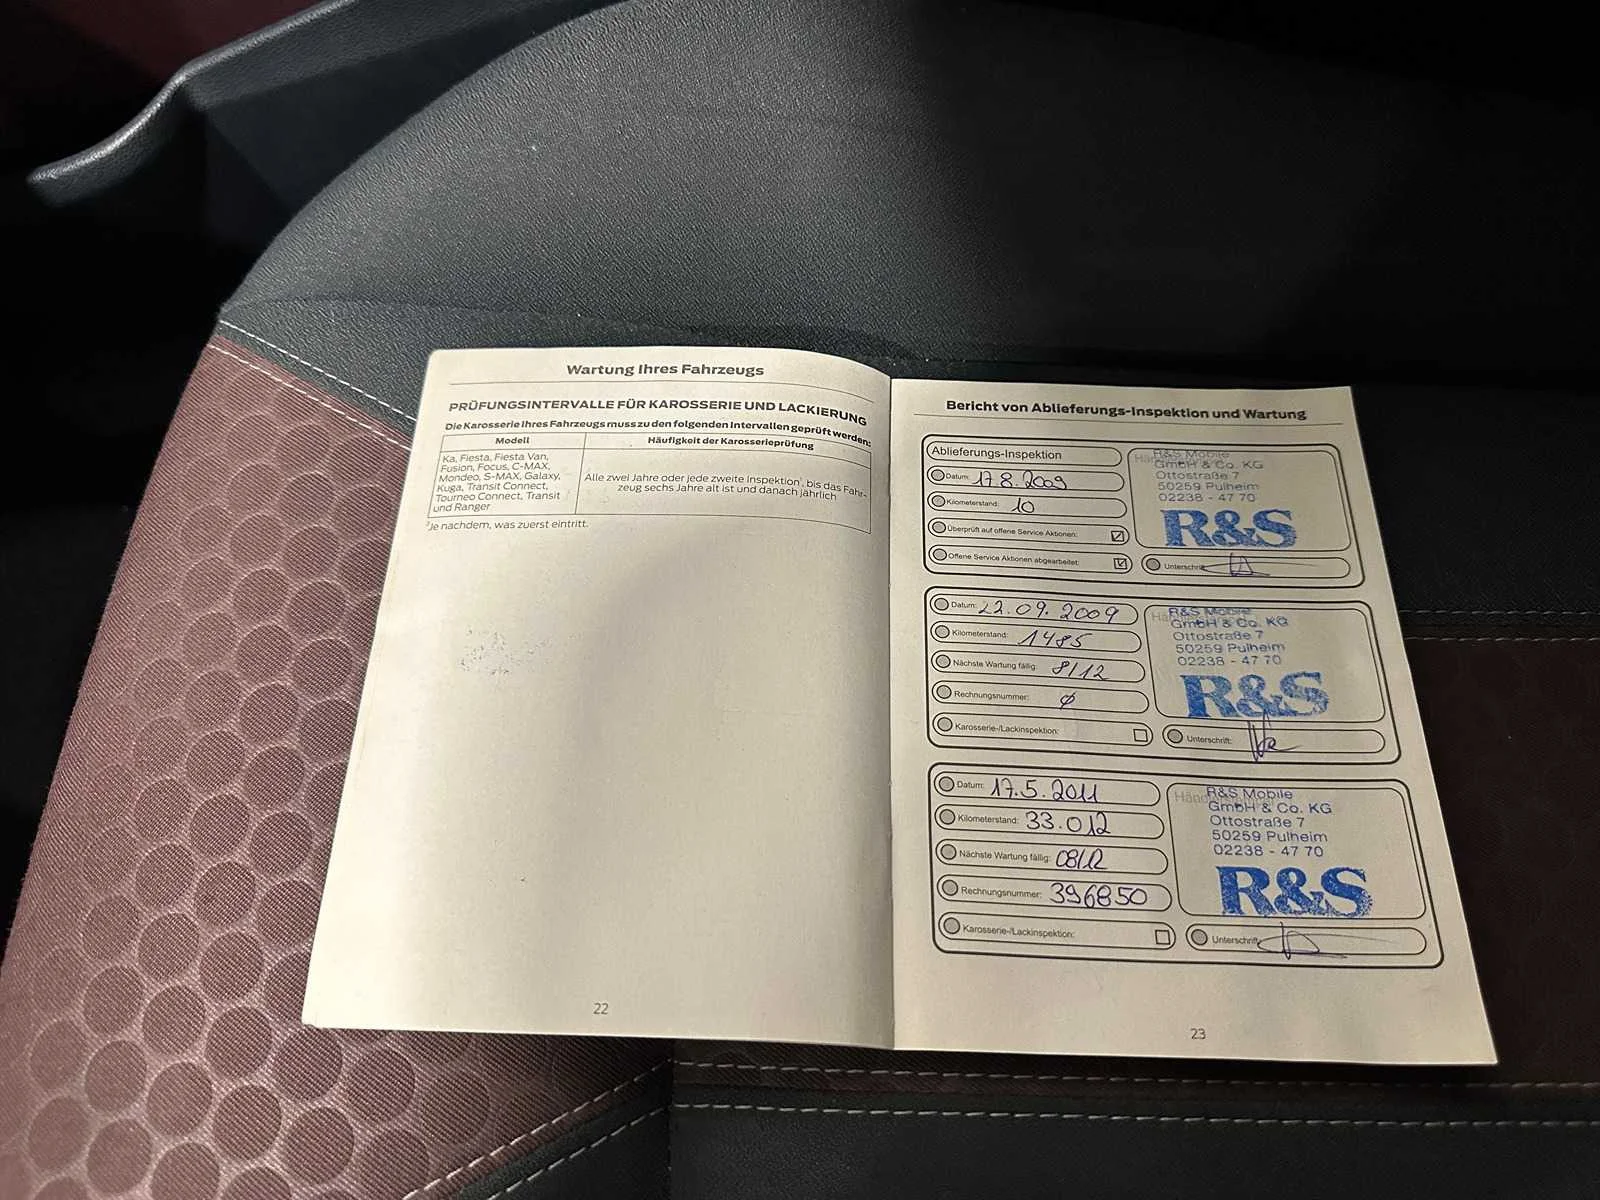 Wartung Ihres Fahrzeugs
PRÜFUNGSINTERVALLE FÜR KAROSSERIE UND LACKIERUNG
Die Karosserie Ihres Fahrzeugs muss zu den folgenden Intervallen geprüft werden:
Modell
Häufigkeit der Karosserieprüfung
Ka, Fiesta, Fiesta Van,
Fusion, Focus, C-MAX,
Mondeo, S-MAX, Galaxy,
Kuga, Transit Connect,
Tourneo Connect, Transit
und Ranger
Alle zwei Jahre oder jede zweite Inspektion, bis das Fahr-
zeug sechs Jahre alt ist und danach jährlich
Je nachdem, was zuerst eintritt.
22
Bericht von Ablieferungs-Inspektion und Wartung
Ablieferungs-Inspektion
Datum: 17.8.2009
Kilometerstand: 10
Überprüft auf offene Service Aktionen:
Offene Service Aktionen abgearbeitet:
R&S Mobile
GmbH & Co. KG
Ottostraße 7
50259 Pulheim
02238 - 47 70
R&S
Unterschrift
Datum: 22.09.2009
Kilometerstand: 1485
Nächste Wartung fällig: 8/12
Rechnungsnummer: Ø
Karosserie-/Lackinspektion:
R&S Mobile
GmbH & Co. KG
Ottostraße 7
50259 Pulheim
02238 - 47 70
R&S
Unterschrift:
Datum: 17.5.2011
Kilometerstand: 33.012
Nächste Wartung fällig: 08/12
Rechnungsnummer: 396850
Karosserie-/Lackinspektion:
R&S Mobile
GmbH & Co. KG
Ottostraße 7
50259 Pulheim
02238 - 47 70
R&S
Unterschrift
23